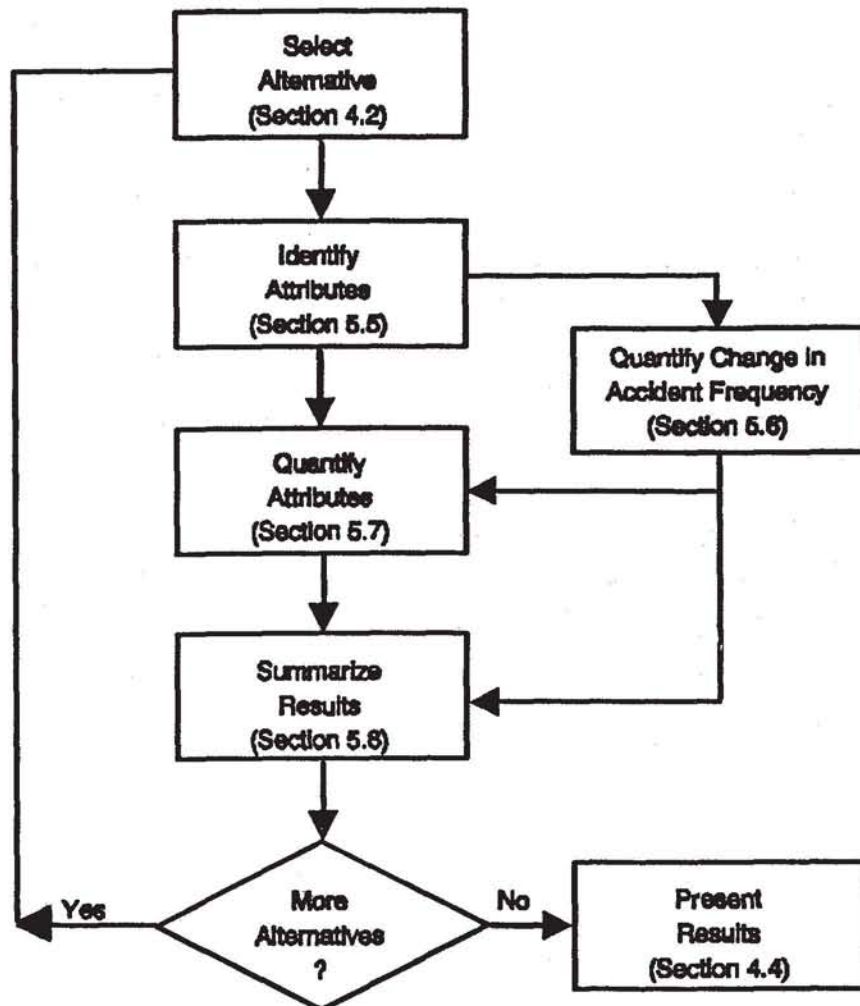 Select
Alternative
(Section 4.2)
Identify
Attributes
(Section 5.5)
Quantify Change in
Accident Frequency
(Section 5.6)
Quantify
Attributes
(Section 5.7)
Summarize
Results
(Section 5.8)
More
Alternatives
?
Yes
No
Present
Results
(Section 4.4)